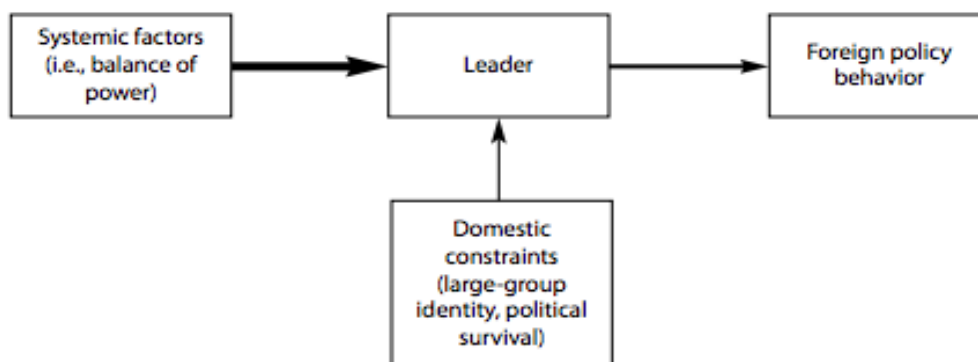 Systemic factors
(i.e., balance of
power)
Leader
Foreign policy
behavior
Domestic
constraints
(large-group
identity, political
survival)